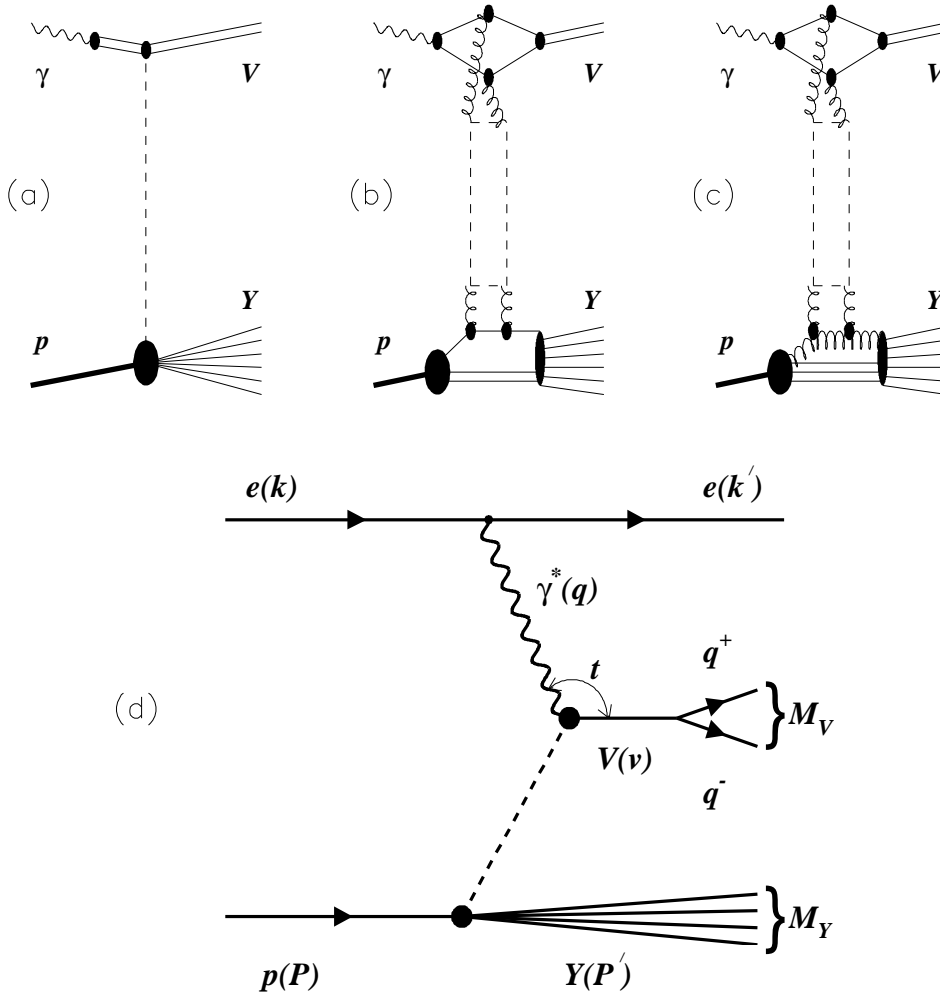 γ V γ V γ V
(a) (b) (c)
Y Y Y
p p p
e(k) e(k′)
γ*(q)
q+
t
(d) } M_V
V(v)
q-
} M_Y
p(P) Y(P′)